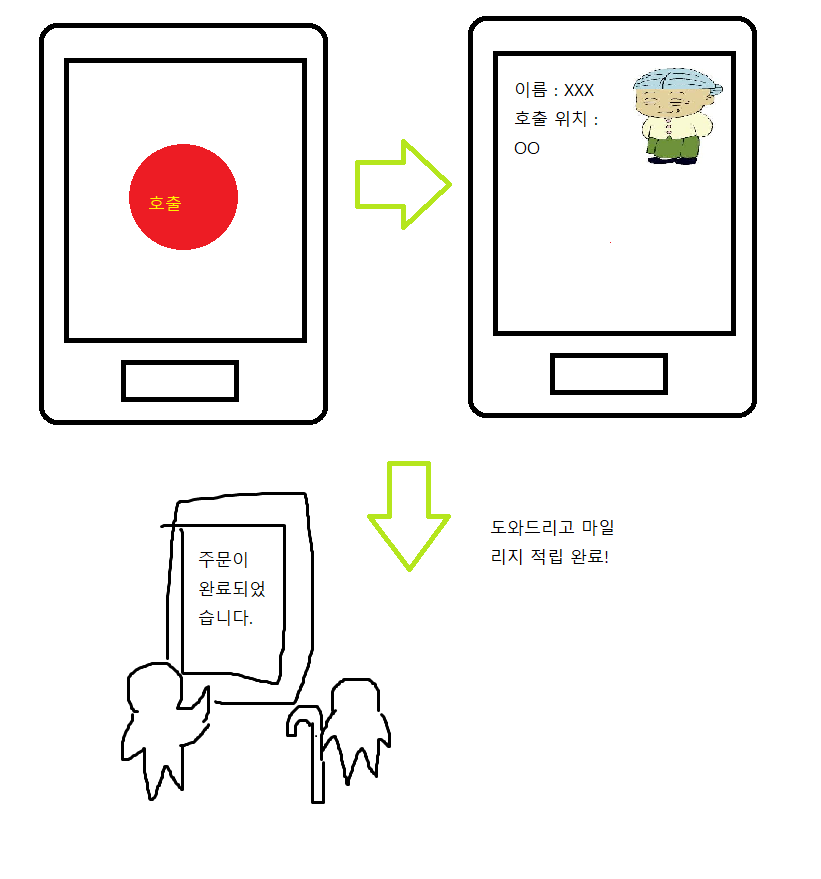 호출
이름 : XXX
호출 위치 :
OO
도와드리고 마일
리지 적립 완료!
주문이
완료되었
습니다.